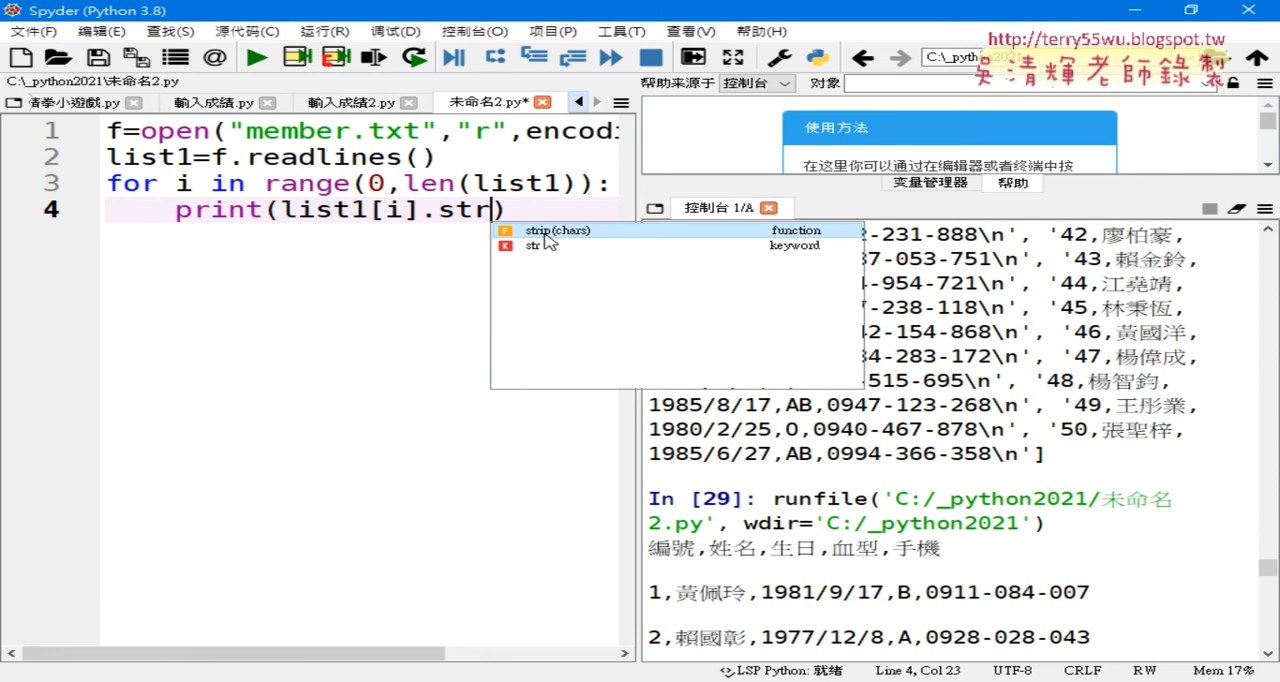 Spyder (Python 3.8)
文件(F) 编辑(E) 查找(S) 源代码(C) 运行(R) 调试(D) 控制台(O) 项目(P) 工具(T) 查看(V) 帮助(H)
http://terry55wu.blogspot.tw
吳清輝老師錄製
C:\_python2021\未命名2.py
帮助来源于 控制台 对象
猜拳小遊戲.py 輸入成績.py 輸入成績2.py 未命名2.py*
1 f=open("member.txt","r",encodi
2 list1=f.readlines()
3 for i in range(0,len(list1)):
4 print(list1[i].str)
strip(chars) function
str keyword
使用方法
在这里你可以通过在编辑器或者终端中按
变量管理器 帮助
控制台 1/A
2-231-888\n', '42,廖柏豪,
7-053-751\n', '43,賴金鈴,
-954-721\n', '44,江堯靖,
-238-118\n', '45,林秉恆,
2-154-868\n', '46,黃國洋,
4-283-172\n', '47,楊偉成,
-515-695\n', '48,楊智鈞,
1985/8/17,AB,0947-123-268\n', '49,王彤業,
1980/2/25,O,0940-467-878\n', '50,張聖梓,
1985/6/27,AB,0994-366-358\n']
In [29]: runfile('C:/_python2021/未命名
2.py', wdir='C:/_python2021')
編號,姓名,生日,血型,手機
1,黃佩玲,1981/9/17,B,0911-084-007
2,賴國彰,1977/12/8,A,0928-028-043
LSP Python: 就绪 Line 4, Col 23 UTF-8 CRLF RW Mem 17%